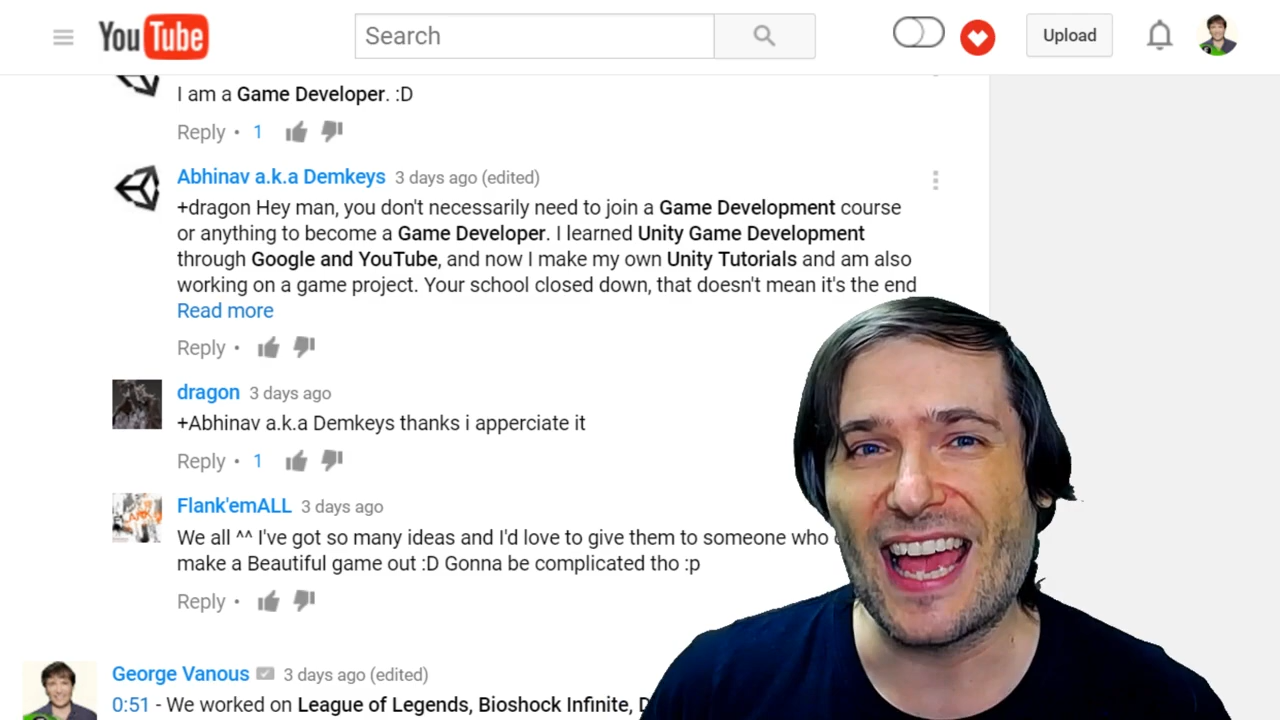 YouTube
Search
Upload
I am a Game Developer. :D
Reply • 1
Abhinav a.k.a Demkeys 3 days ago (edited)
+dragon Hey man, you don't necessarily need to join a Game Development course
or anything to become a Game Developer. I learned Unity Game Development
through Google and YouTube, and now I make my own Unity Tutorials and am also
working on a game project. Your school closed down, that doesn't mean it's the end
Read more
Reply •
dragon 3 days ago
+Abhinav a.k.a Demkeys thanks i apperciate it
Reply • 1
Flank'emALL 3 days ago
We all ^^ I've got so many ideas and I'd love to give them to someone who
make a Beautiful game out :D Gonna be complicated tho :p
Reply •
George Vanous 3 days ago (edited)
0:51 - We worked on League of Legends, Bioshock Infinite,